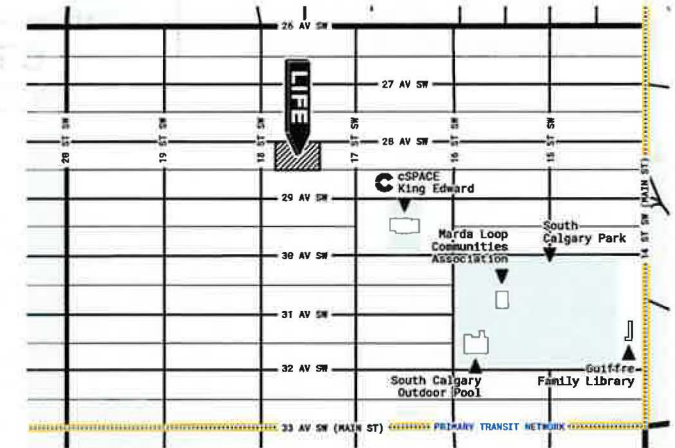 26 AV SW
27 AV SW
LIFE
28 AV SW
20 ST SW
19 ST SW
18 ST SW
17 ST SW
16 ST SW
15 ST SW
14 ST SW (MAIN ST)
C cSPACE
King Edward
29 AV SW
Marda Loop
Communities
Association
South
Calgary Park
30 AV SW
31 AV SW
32 AV SW
South Calgary
Outdoor Pool
Guiffre
Family Library
33 AV SW (MAIN ST)
PRIMARY TRANSIT NETWORK